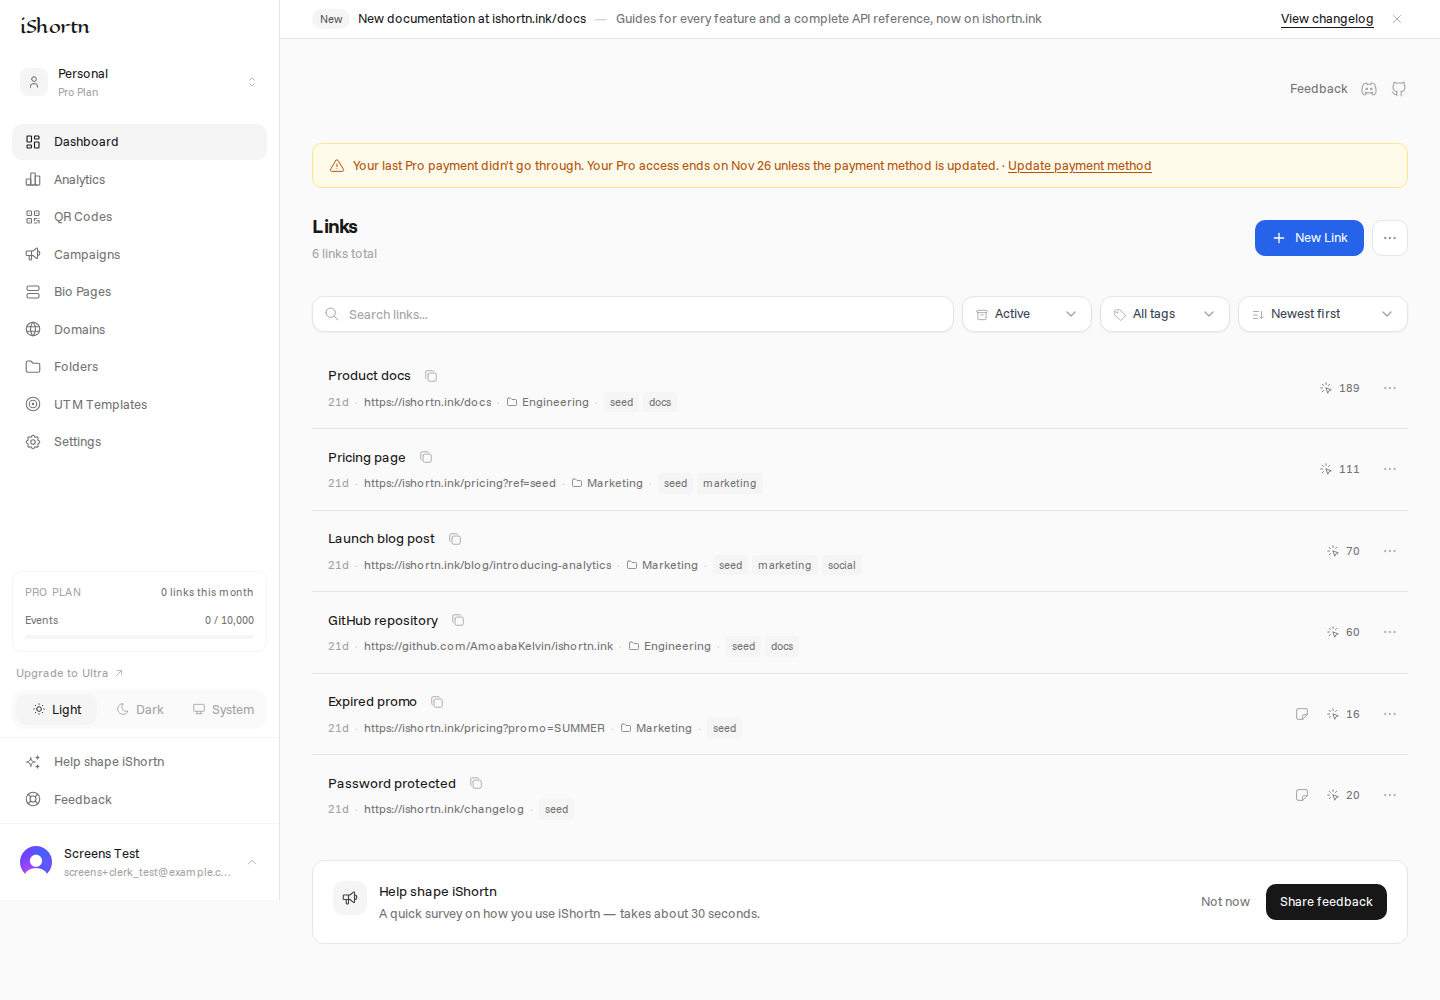 iShortn
Personal
Pro Plan
Dashboard
Analytics
QR Codes
Campaigns
Bio Pages
Domains
Folders
UTM Templates
Settings
PRO PLAN 0 links this month
Events 0 / 10,000
Upgrade to Ultra
Light Dark System
Help shape iShortn
Feedback
Screens Test
screens+clerk_test@example.c...
New New documentation at ishortn.ink/docs — Guides for every feature and a complete API reference, now on ishortn.ink View changelog
Feedback
Your last Pro payment didn't go through. Your Pro access ends on Nov 26 unless the payment method is updated. · Update payment method
Links
6 links total
New Link
Search links...
Active
All tags
Newest first
Product docs
21d · https://ishortn.ink/docs · Engineering · seed docs
189
Pricing page
21d · https://ishortn.ink/pricing?ref=seed · Marketing · seed marketing
111
Launch blog post
21d · https://ishortn.ink/blog/introducing-analytics · Marketing · seed marketing social
70
GitHub repository
21d · https://github.com/AmoabaKelvin/ishortn.ink · Engineering · seed docs
60
Expired promo
21d · https://ishortn.ink/pricing?promo=SUMMER · Marketing · seed
16
Password protected
21d · https://ishortn.ink/changelog · seed
20
Help shape iShortn
A quick survey on how you use iShortn — takes about 30 seconds.
Not now
Share feedback